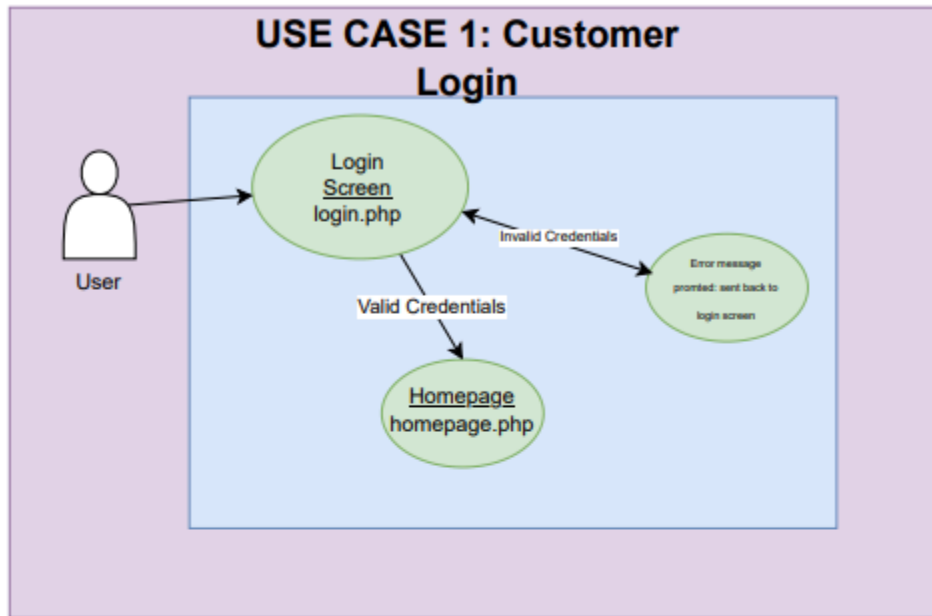 USE CASE 1: Customer
Login
Login
Screen
login.php
User
Invalid Credentials
Error message
promted: sent back to
login screen
Valid Credentials
Homepage
homepage.php